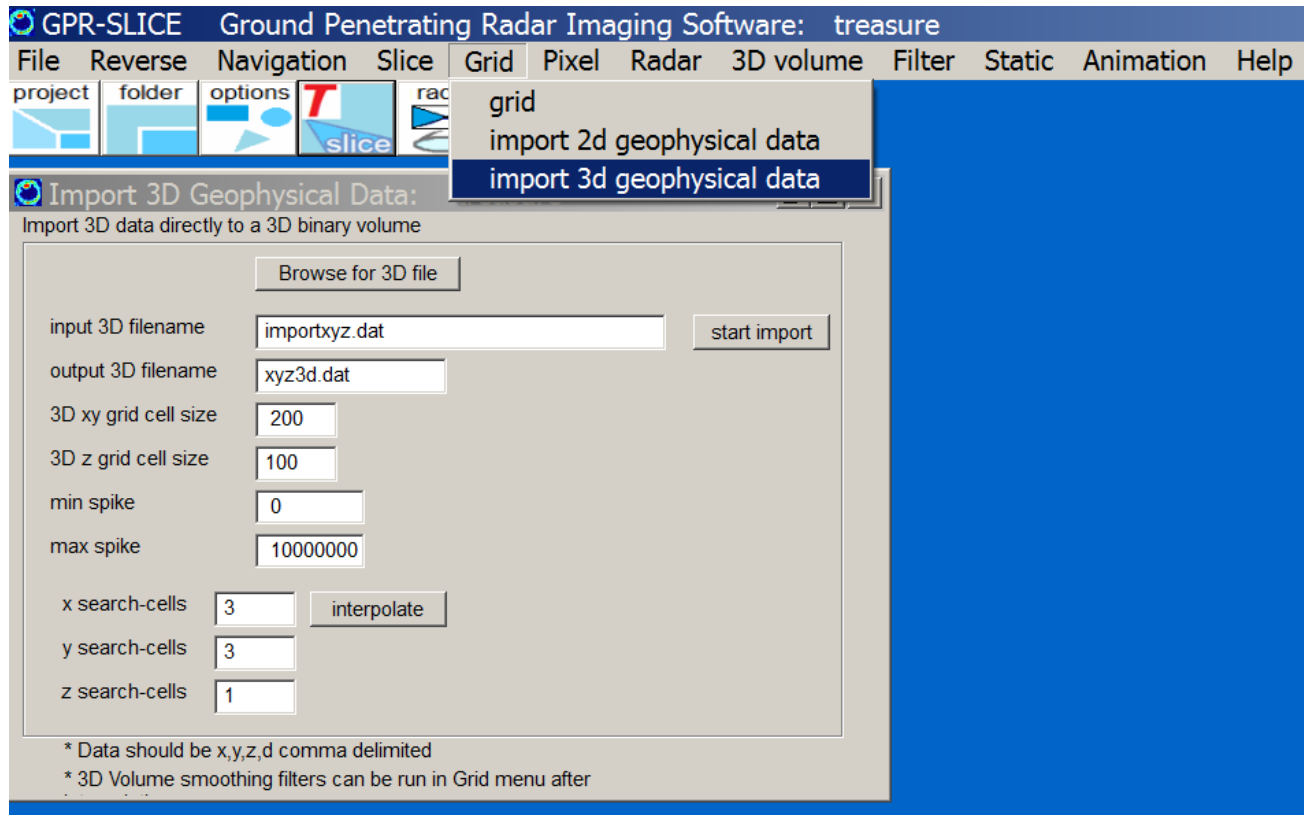 GPR-SLICE Ground Penetrating Radar Imaging Software: treasure
File Reverse Navigation Slice Grid Pixel Radar 3D volume Filter Static Animation Help
project folder options T slice
grid
import 2d geophysical data
import 3d geophysical data
Import 3D Geophysical Data:
Import 3D data directly to a 3D binary volume
Browse for 3D file
input 3D filename importxyz.dat start import
output 3D filename xyz3d.dat
3D xy grid cell size 200
3D z grid cell size 100
min spike 0
max spike 10000000
x search-cells 3 interpolate
y search-cells 3
z search-cells 1
* Data should be x,y,z,d comma delimited
* 3D Volume smoothing filters can be run in Grid menu after